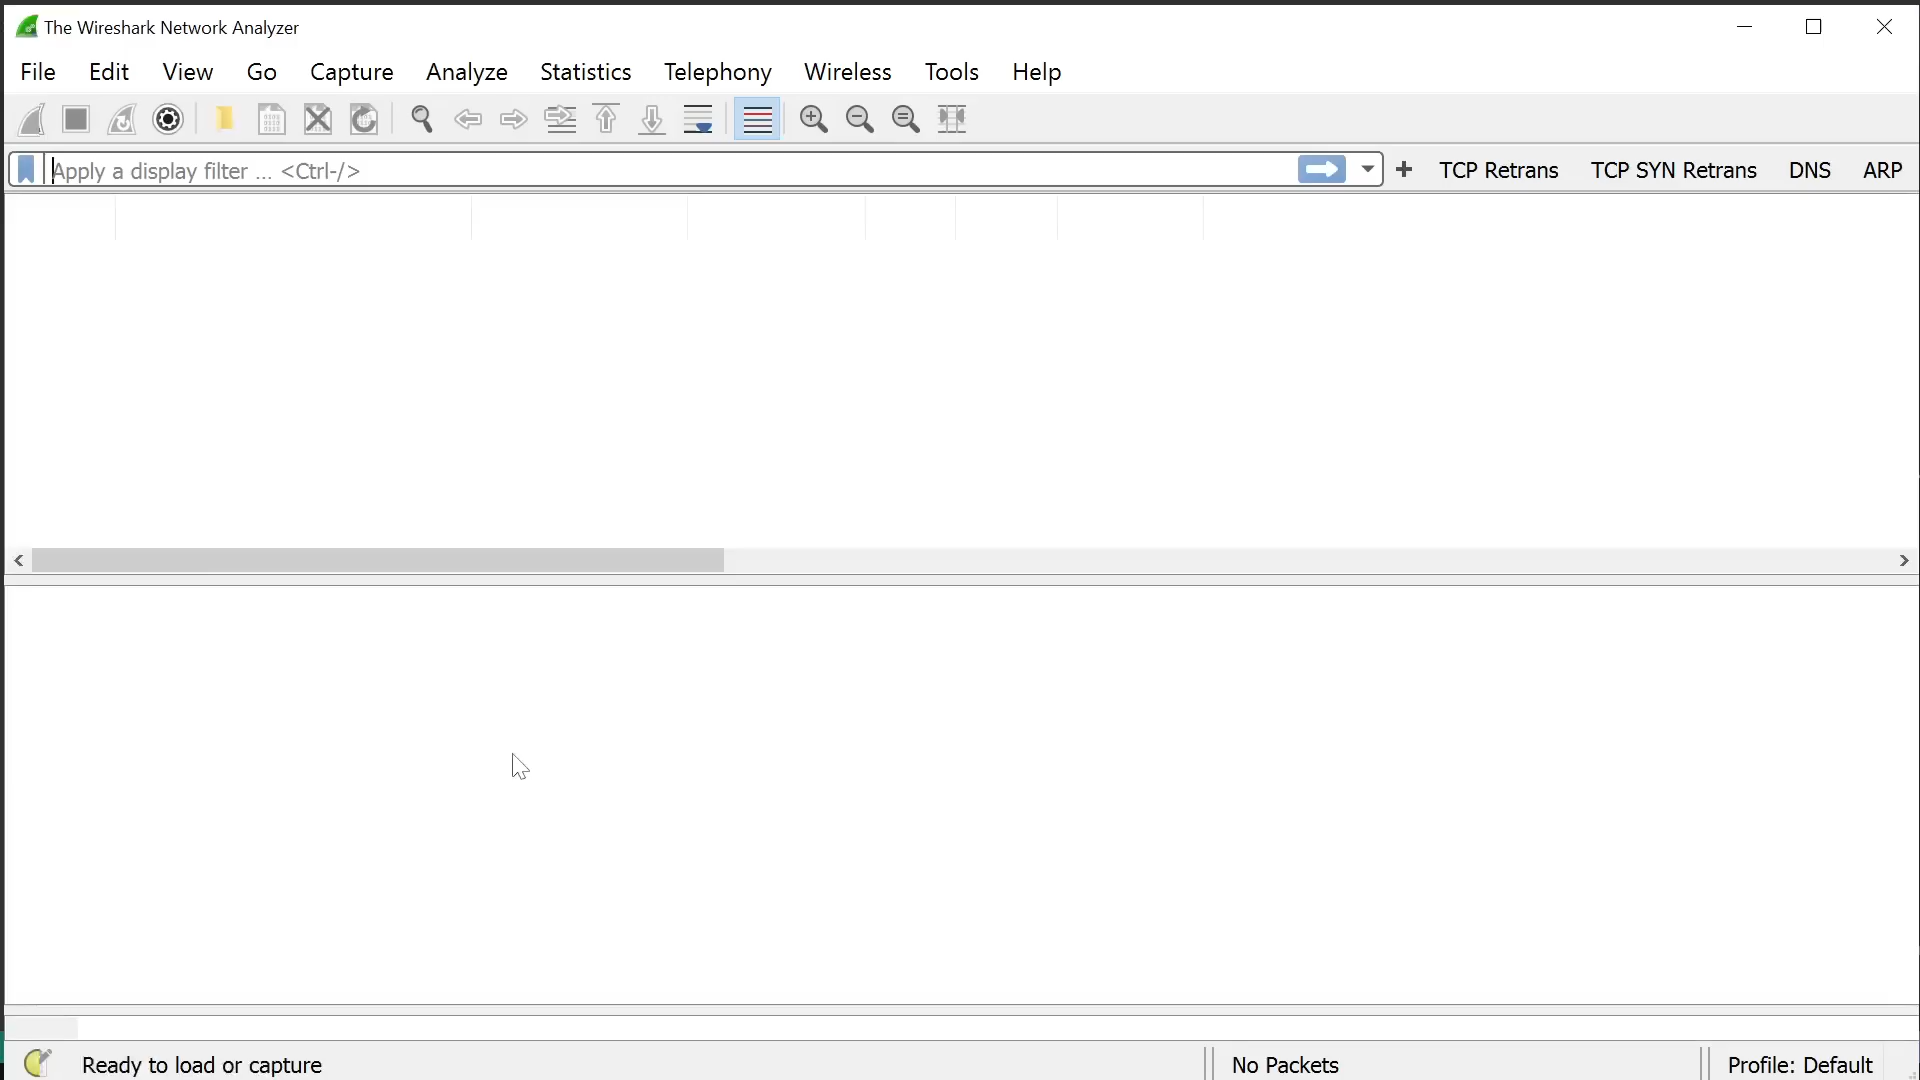 The Wireshark Network Analyzer
File Edit View Go Capture Analyze Statistics Telephony Wireless Tools Help
Apply a display filter ... <Ctrl-/> TCP Retrans TCP SYN Retrans DNS ARP
Ready to load or capture No Packets Profile: Default